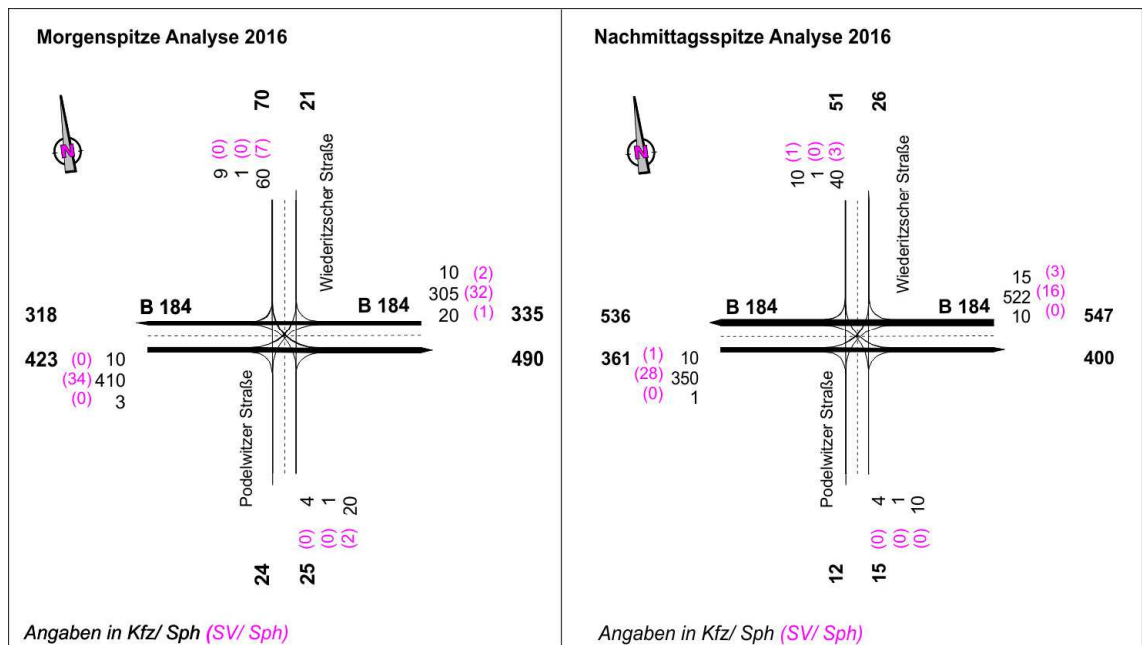 Morgenspitze Analyse 2016
70 21
9 (0)
1 (0)
60 (7)
Wiederitzscher Straße
N
10 (2)
305 (32)
20 (1)
318
B 184
B 184
335
423
(0) 10
(34) 410
(0) 3
490
Podelwitzer Straße
4 1 20
(0) (0) (2)
24 25
Angaben in Kfz/ Sph (SV/ Sph)
Nachmittagsspitze Analyse 2016
51 26
10 (1)
1 (0)
40 (3)
Wiederitzscher Straße
N
15 (3)
522 (16)
10 (0)
536
B 184
B 184
547
361
(1) 10
(28) 350
(0) 1
400
Podelwitzer Straße
4 1 10
(0) (0) (0)
12 15
Angaben in Kfz/ Sph (SV/ Sph)